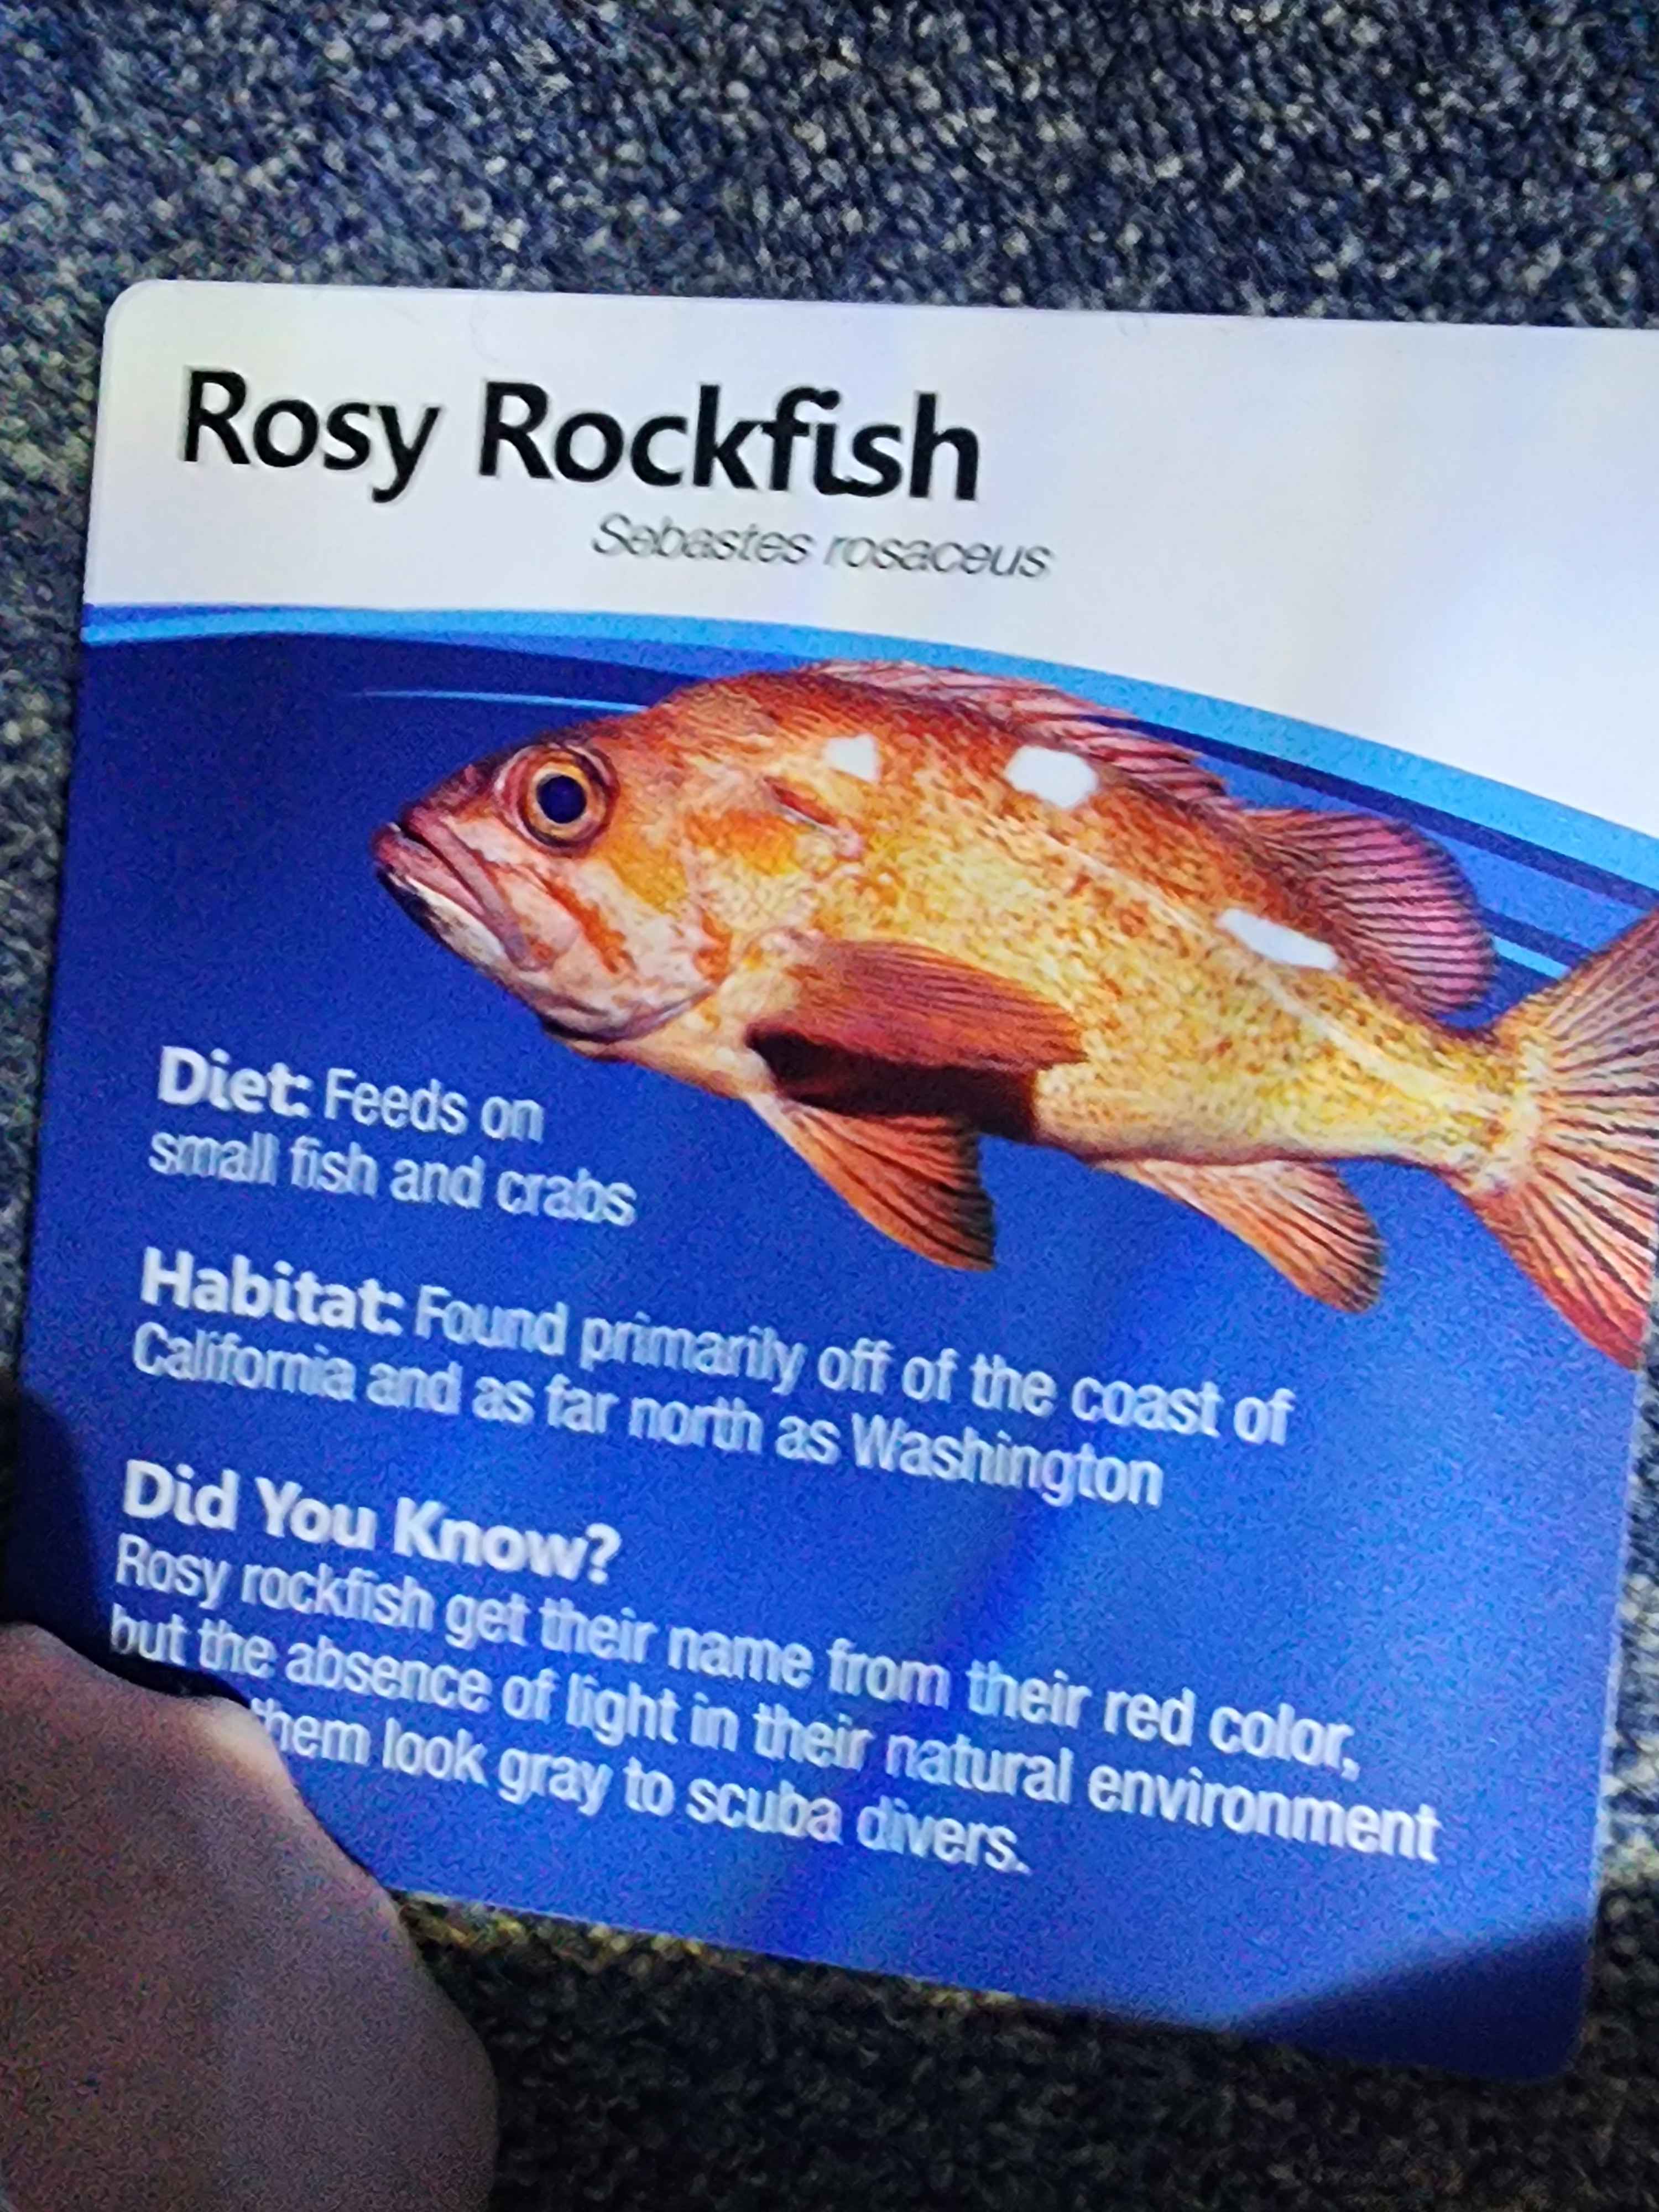 Rosy Rockfish
Sebastes rosaceus
Diet: Feeds on
small fish and crabs
Habitat: Found primarily off of the coast of
California and as far north as Washington
Did You Know?
Rosy rockfish get their name from their red color,
but the absence of light in their natural environment
them look gray to scuba divers.